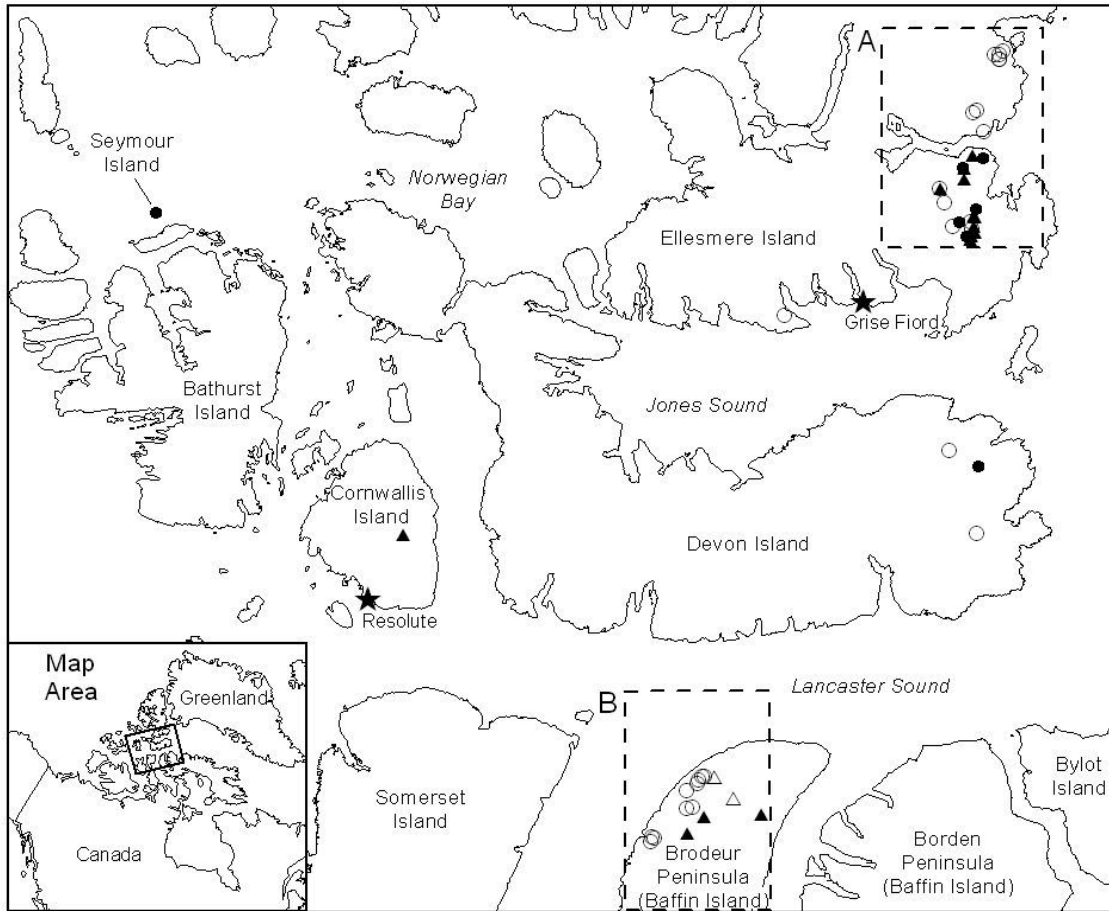 A
Seymour
Island
Norwegian
Bay
Ellesmere Island
Grise Fiord
Bathurst
Island
Jones Sound
Cornwallis
Island
Devon Island
Resolute
Map
Area
Greenland
Canada
Lancaster Sound
B
Somerset
Island
Brodeur
Peninsula
(Baffin Island)
Borden
Peninsula
(Baffin Island)
Bylot
Island